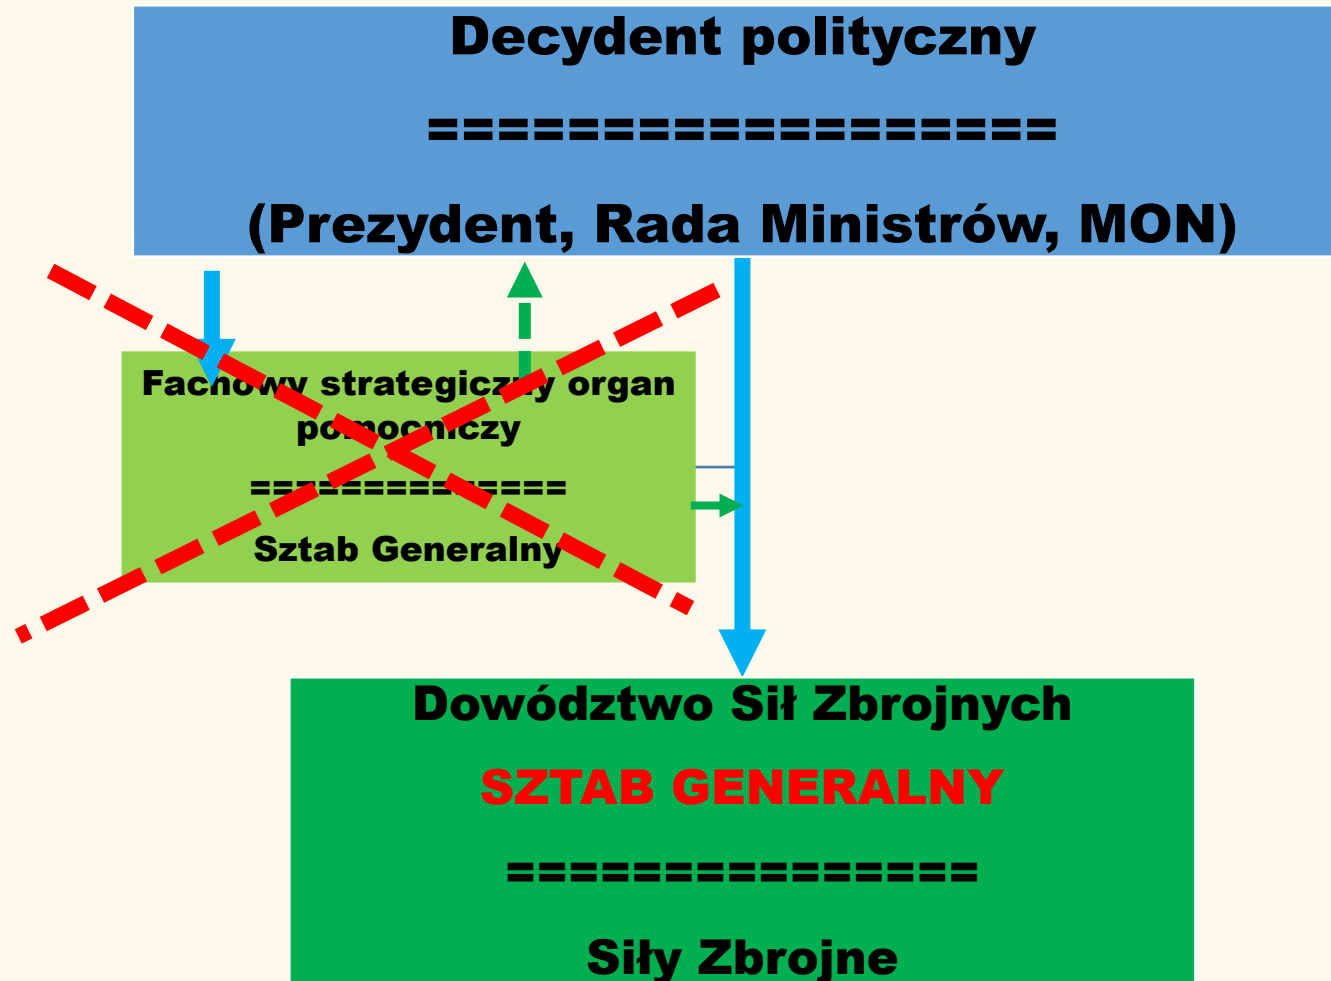 Decydent polityczny
==================
(Prezydent, Rada Ministrów, MON)
Fachowy strategiczny organ
pomocniczy
==============
Sztab Generalny
Dowództwo Sił Zbrojnych
SZTAB GENERALNY
===============
Siły Zbrojne